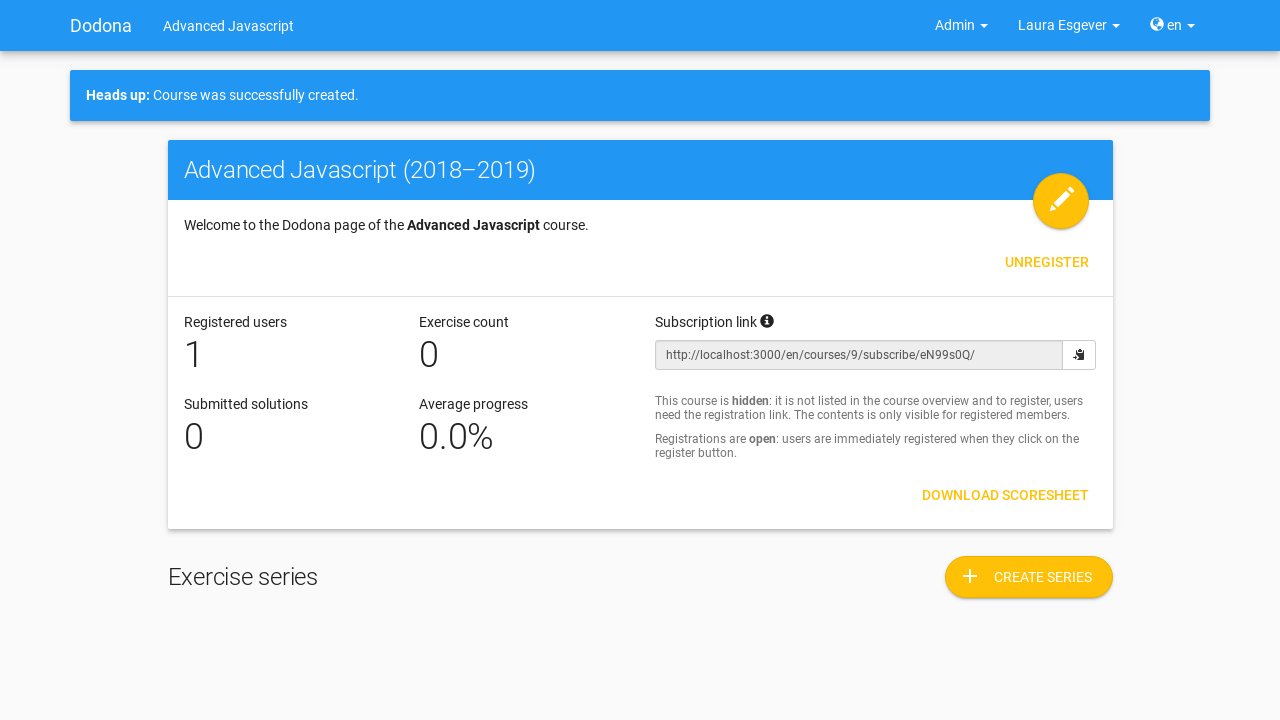 Dodona Advanced Javascript Admin Laura Esgever en
Heads up: Course was successfully created.
Advanced Javascript (2018–2019)
Welcome to the Dodona page of the Advanced Javascript course.
UNREGISTER
Registered users
1
Exercise count
0
Submitted solutions
0
Average progress
0.0%
Subscription link
http://localhost:3000/en/courses/9/subscribe/eN99s0Q/
This course is hidden: it is not listed in the course overview and to register, users
need the registration link. The contents is only visible for registered members.
Registrations are open: users are immediately registered when they click on the
register button.
DOWNLOAD SCORESHEET
Exercise series
CREATE SERIES